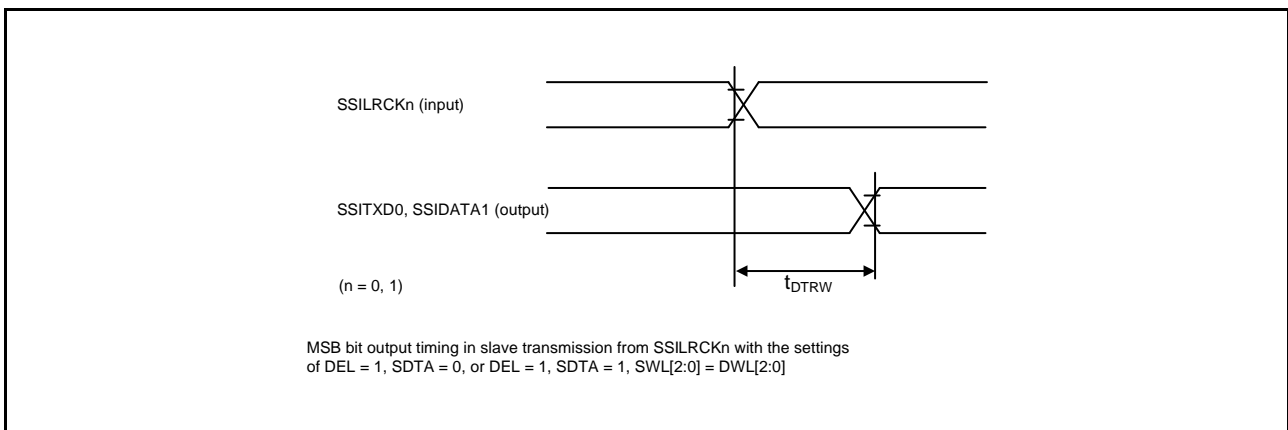 SSILRCKn (input)
SSITXD0, SSIDATA1 (output)
tDTRW
(n = 0, 1)
MSB bit output timing in slave transmission from SSILRCKn with the settings
of DEL = 1, SDTA = 0, or DEL = 1, SDTA = 1, SWL[2:0] = DWL[2:0]